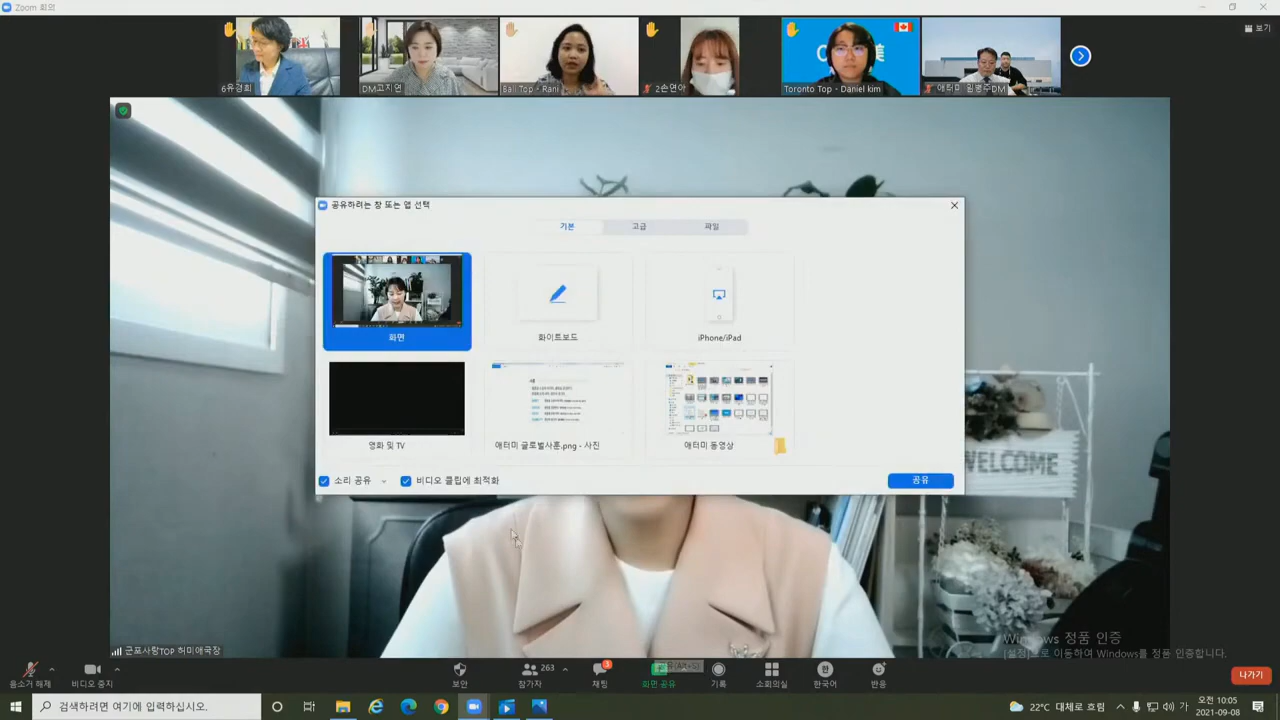 Zoom 회의
보기
6유경희
DM고지연
Bali Top - Rani
2손연아
Toronto Top - Daniel kim
애터미 임병주DM
공유하려는 창 또는 앱 선택
기본
고급
파일
화면
화이트보드
iPhone/iPad
영화 및 TV
애터미 글로벌사훈.png - 사진
애터미 동영상
소리 공유
비디오 클립에 최적화
공유
WELCOME
Windows 정품 인증
[설정]으로 이동하여 Windows를 정품 인증합니다.
군포사랑TOP 허미애국장
음소거 해제
비디오 중지
보안
263
참가자
3
채팅
화면 공유
기록
소회의실
한국어
반응
나가기
검색하려면 여기에 입력하십시오.
22℃ 대체로 흐림
가
오전 10:05
2021-09-08